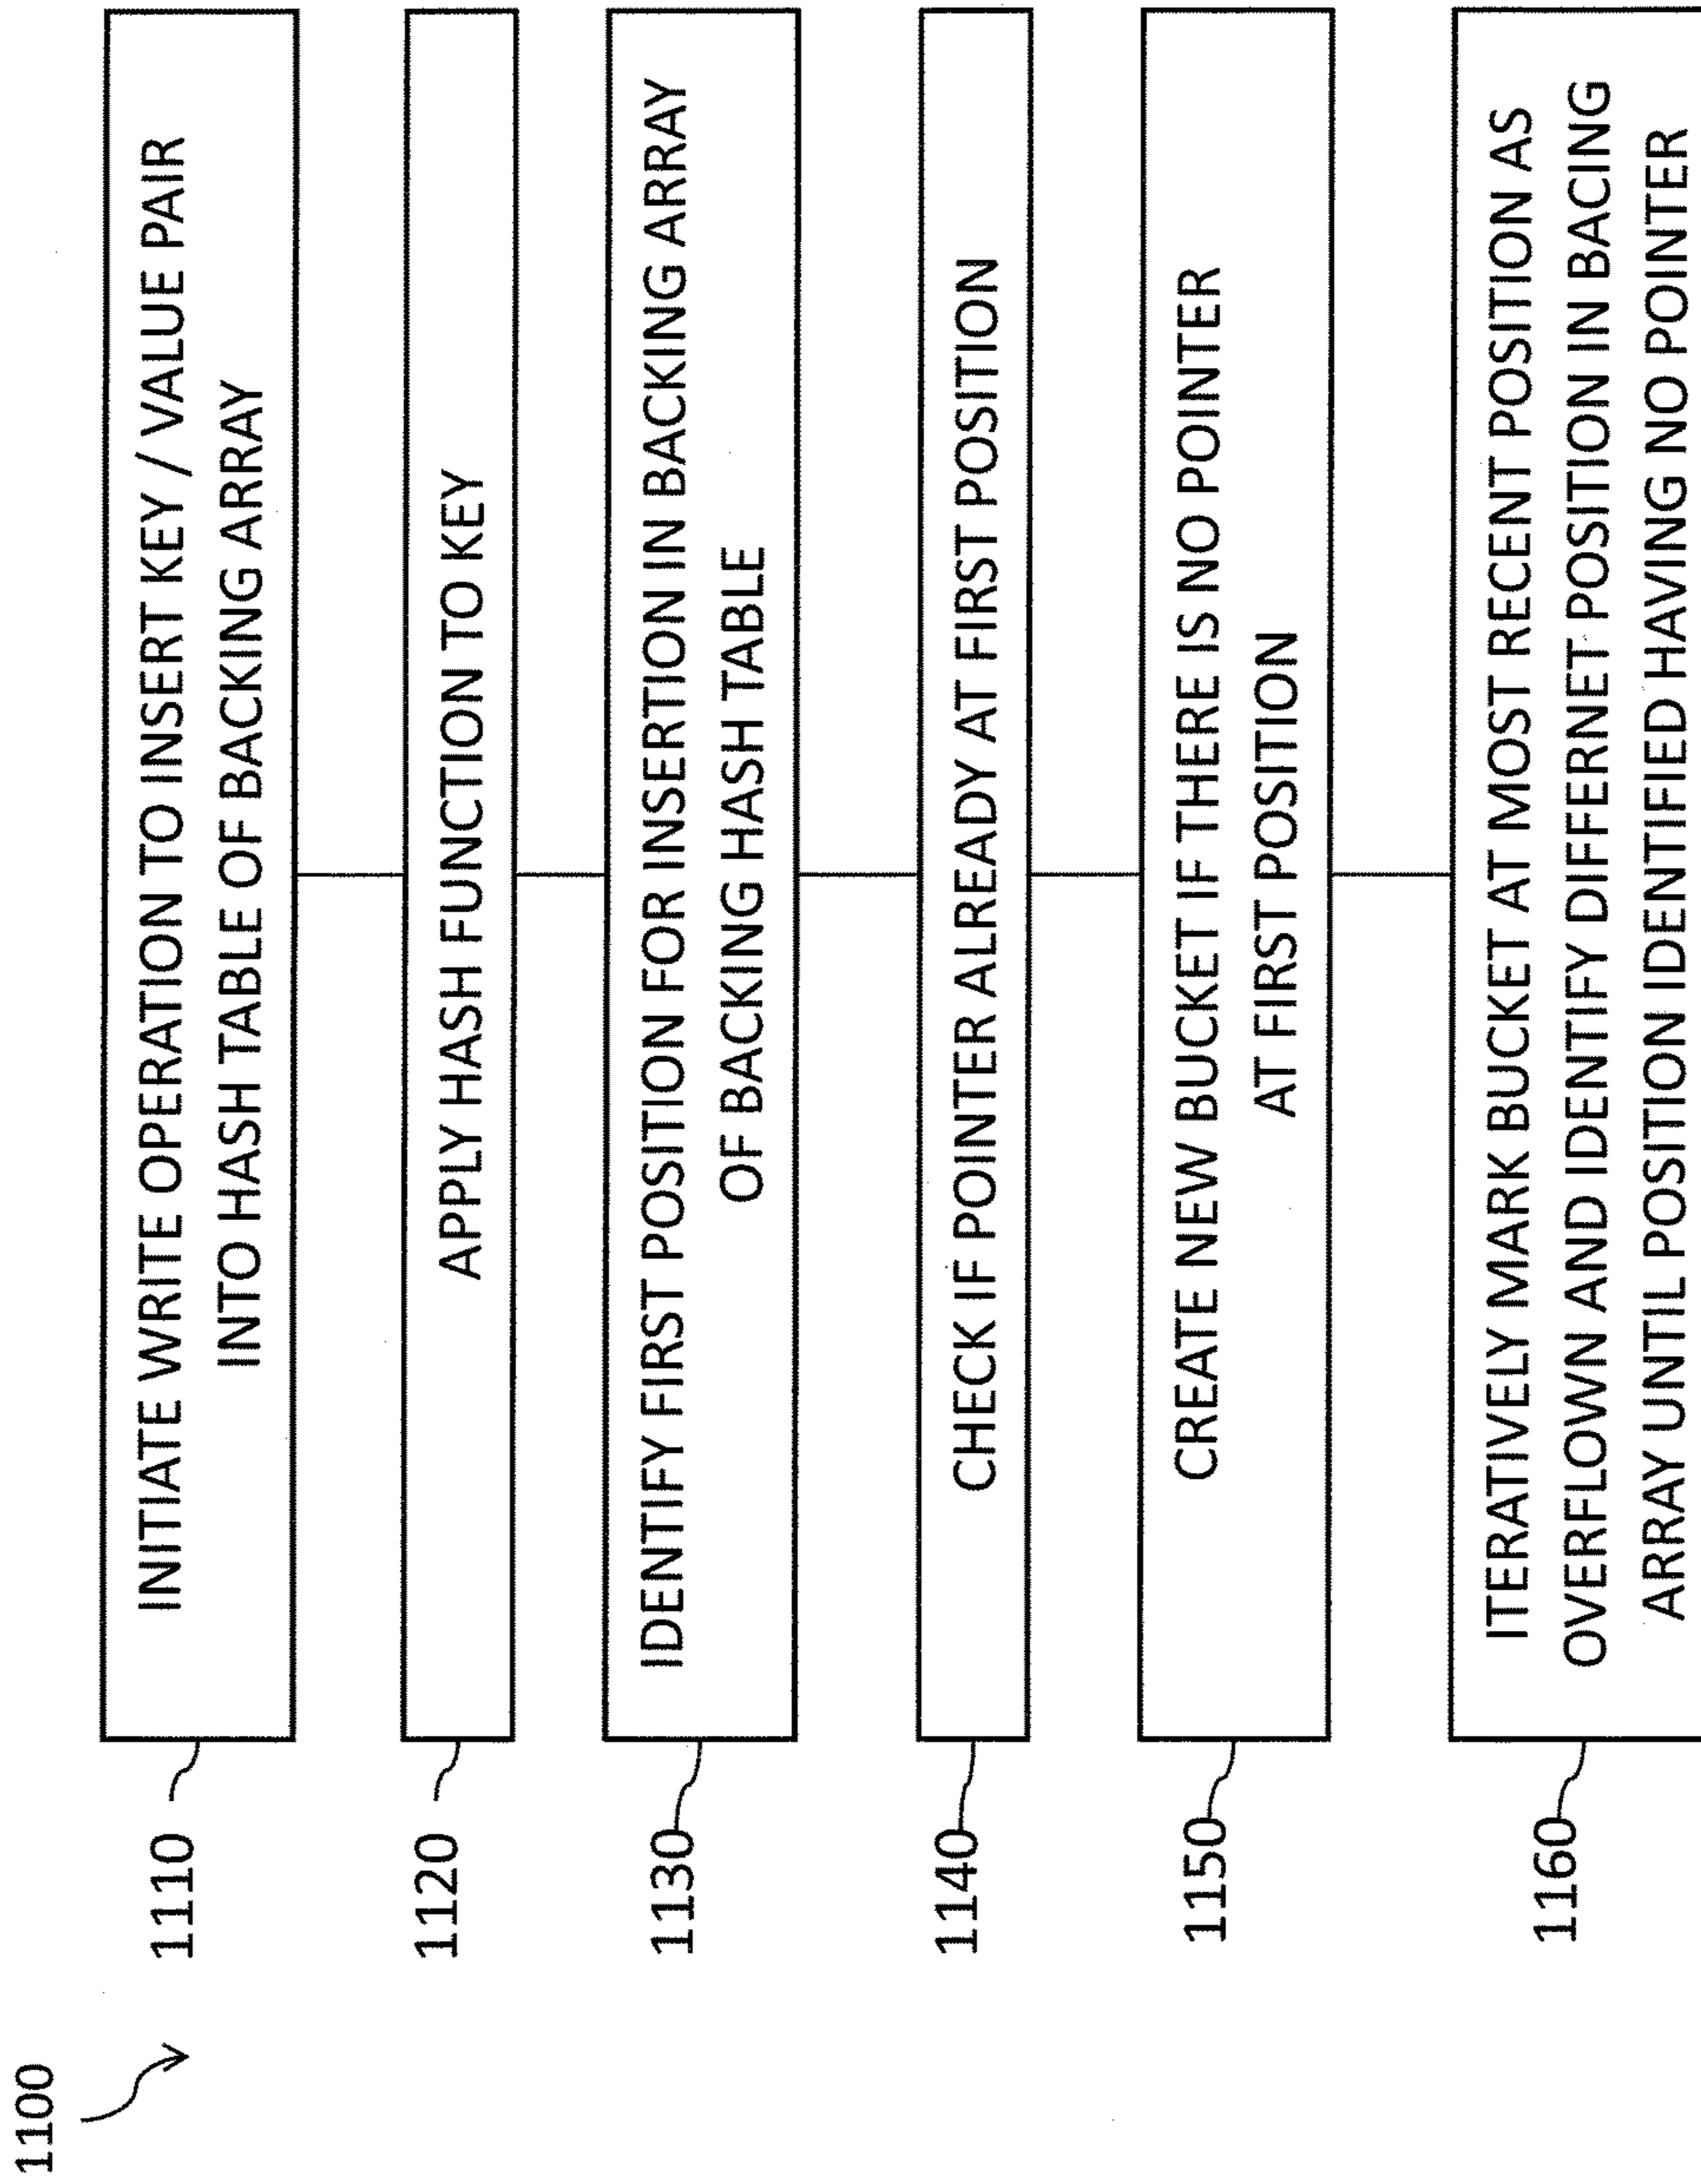 1100
1110
INITIATE WRITE OPERATION TO INSERT KEY / VALUE PAIR
INTO HASH TABLE OF BACKING ARRAY
1120
APPLY HASH FUNCTION TO KEY
1130
IDENTIFY FIRST POSITION FOR INSERTION IN BACKING ARRAY
OF BACKING HASH TABLE
1140
CHECK IF POINTER ALREADY AT FIRST POSITION
1150
CREATE NEW BUCKET IF THERE IS NO POINTER
AT FIRST POSITION
1160
ITERATIVELY MARK BUCKET AT MOST RECENT POSITION AS
OVERFLOWN AND IDENTIFY DIFFERNET POSITION IN BACING
ARRAY UNTIL POSITION IDENTIFIED HAVING NO POINTER